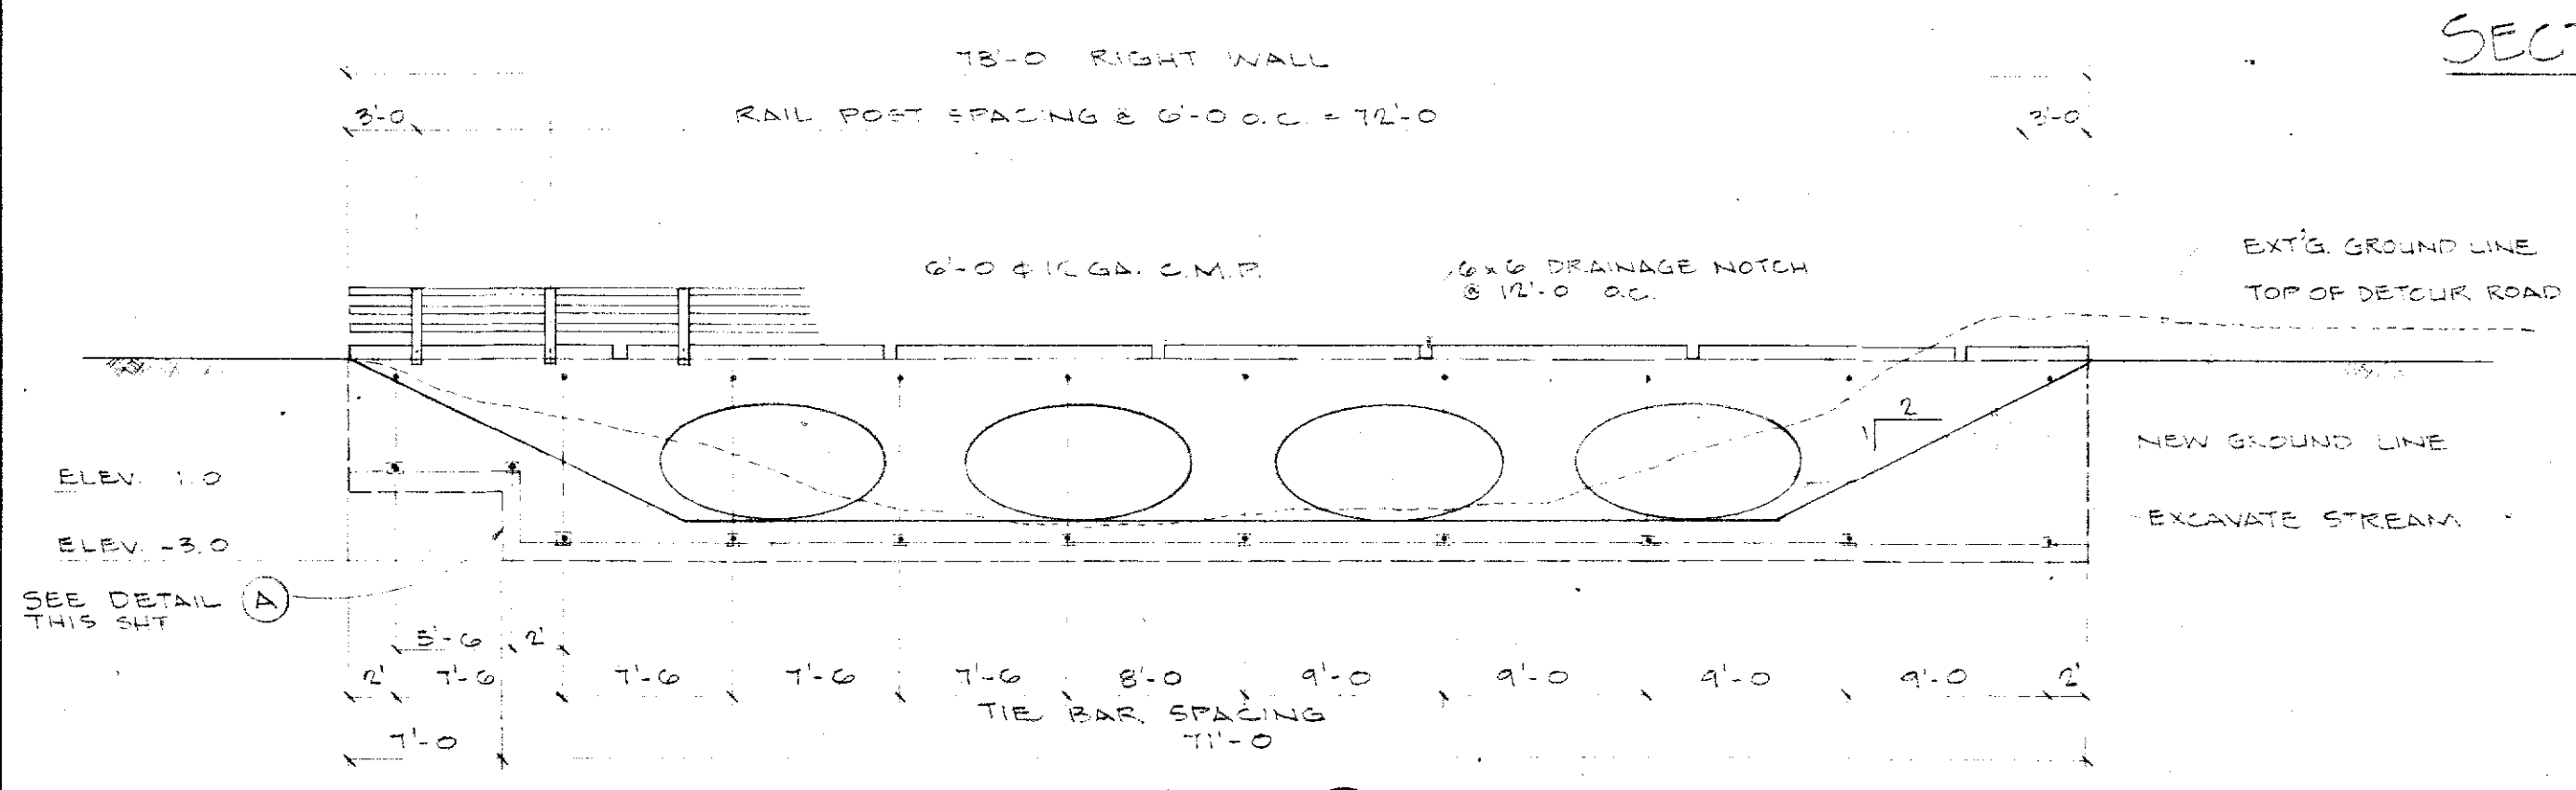 SECT
78'-0 RIGHT WALL
3'-0
RAIL POST SPACING @ 6'-0 O.C. = 72'-0
3'-0
6'-0 GA. C.M.P.
6x6 DRAINAGE NOTCH
@ 12'-0 O.C.
EXT'G. GROUND LINE
TOP OF DETOUR ROAD
2
1
NEW GROUND LINE
ELEV. 1.0
EXCAVATE STREAM
ELEV. -3.0
SEE DETAIL A
THIS SHT
5'-6 2'
2' 7'-6 7'-6 7'-6 7'-6 8'-0 9'-0 9'-0 9'-0 9'-0 2'
TIE BAR SPACING
7'-0 71'-0